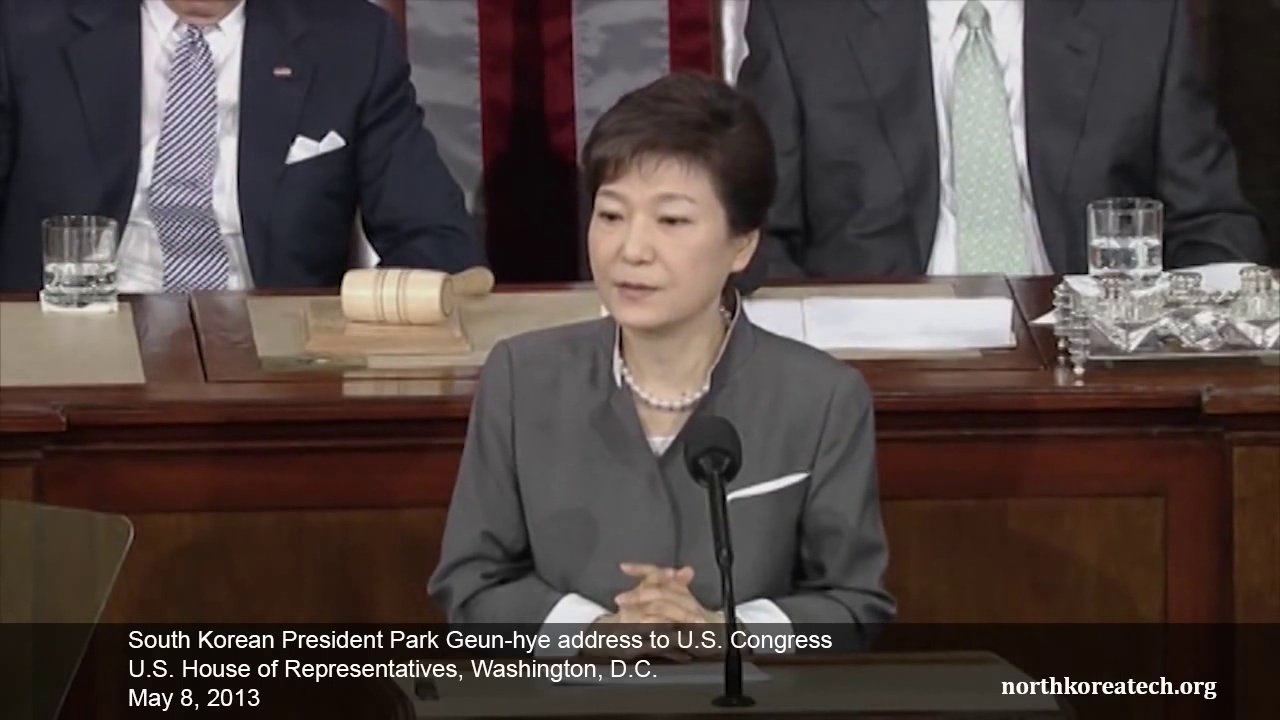 South Korean President Park Geun-hye address to U.S. Congress
U.S. House of Representatives, Washington, D.C.
May 8, 2013
northkoreatech.org